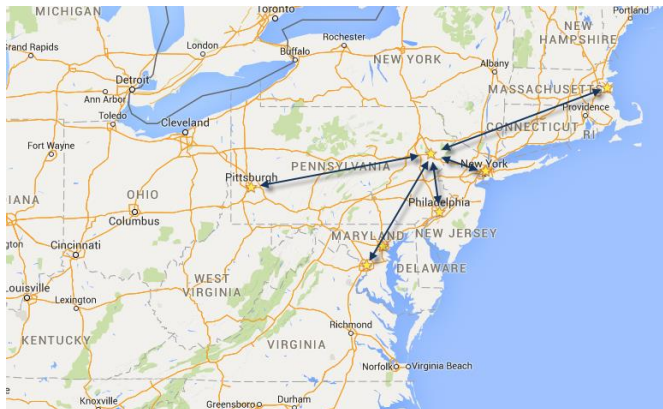 MICHIGAN
Toronto
Portland
NEW
HAMPSHIRE
Rochester
Grand Rapids
London
Buffalo
NEW YORK
Albany
Detroit
Ann Arbor
MASSACHUSETT
Toledo
Providence
Cleveland
CONNECTICUT
RI
Fort Wayne
PENNSYLVANIA
New York
Pittsburgh
OHIO
Philadelphia
IANA
Columbus
MARYLAND
NEW JERSEY
ngton
Cincinnati
DELAWARE
WEST
VIRGINIA
Louisville
Lexington
Richmond
KENTUCKY
VIRGINIA
Norfolk
Virginia Beach
Knoxville
Greensboro
Durham